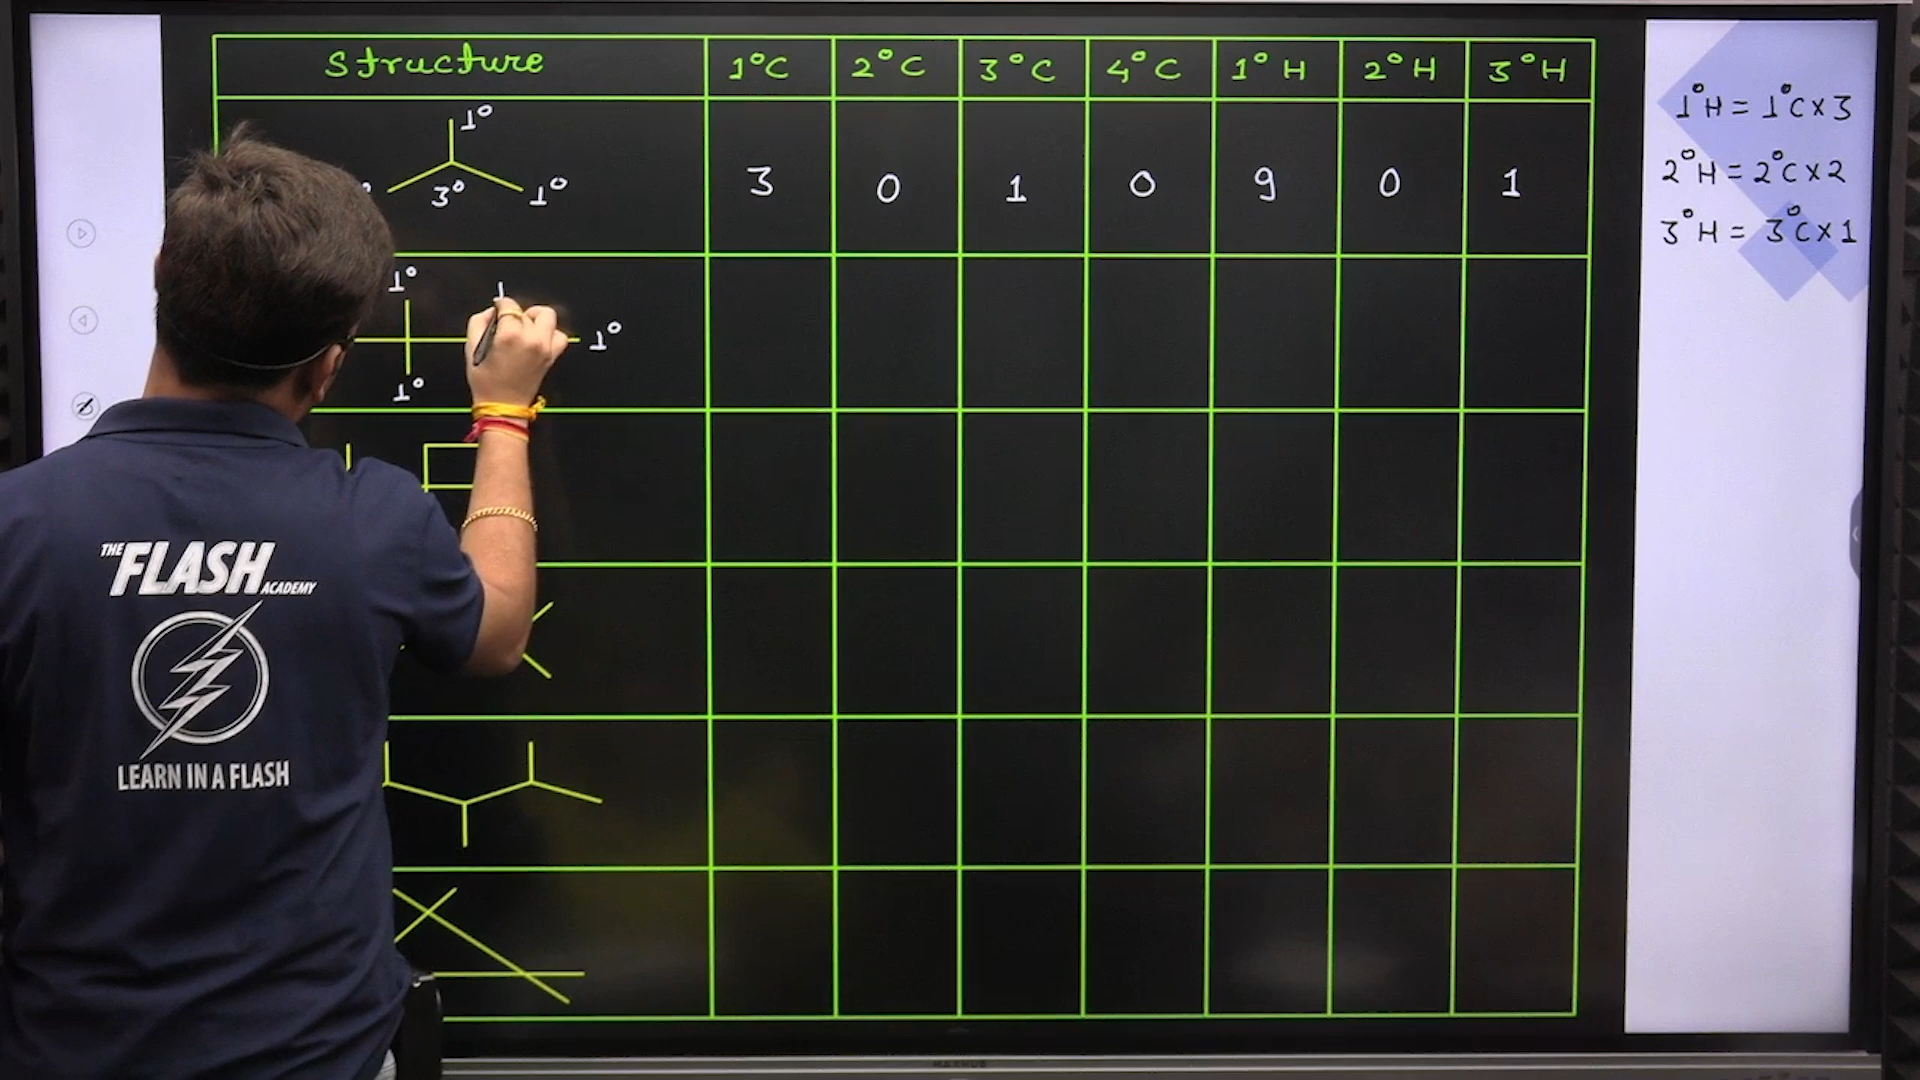 Structure 1°C 2°C 3°C 4°C 1°H 2°H 3°H
1°
3° 1° 3 0 1 0 9 0 1
1°
1°
1°
1°H = 1°C×3
2°H = 2°C×2
3°H = 3°C×1
THE FLASH ACADEMY
LEARN IN A FLASH